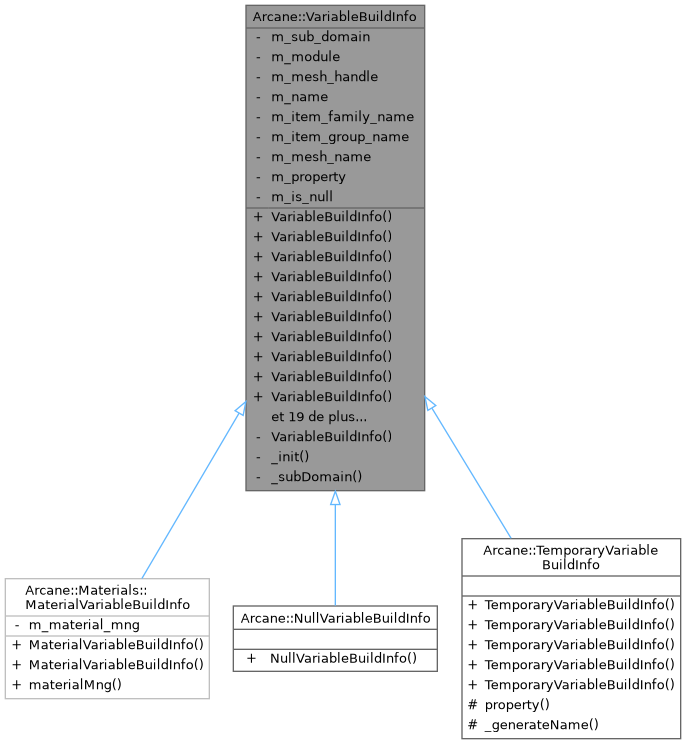 Arcane::VariableBuildInfo
- m_sub_domain
- m_module
- m_mesh_handle
- m_name
- m_item_family_name
- m_item_group_name
- m_mesh_name
- m_property
- m_is_null
+ VariableBuildInfo()
+ VariableBuildInfo()
+ VariableBuildInfo()
+ VariableBuildInfo()
+ VariableBuildInfo()
+ VariableBuildInfo()
+ VariableBuildInfo()
+ VariableBuildInfo()
+ VariableBuildInfo()
+ VariableBuildInfo()
et 19 de plus...
- VariableBuildInfo()
- _init()
- _subDomain()
Arcane::Materials::
MaterialVariableBuildInfo
- m_material_mng
+ MaterialVariableBuildInfo()
+ MaterialVariableBuildInfo()
+ materialMng()
Arcane::NullVariableBuildInfo
+ NullVariableBuildInfo()
Arcane::TemporaryVariable
BuildInfo
+ TemporaryVariableBuildInfo()
+ TemporaryVariableBuildInfo()
+ TemporaryVariableBuildInfo()
+ TemporaryVariableBuildInfo()
+ TemporaryVariableBuildInfo()
# property()
# _generateName()